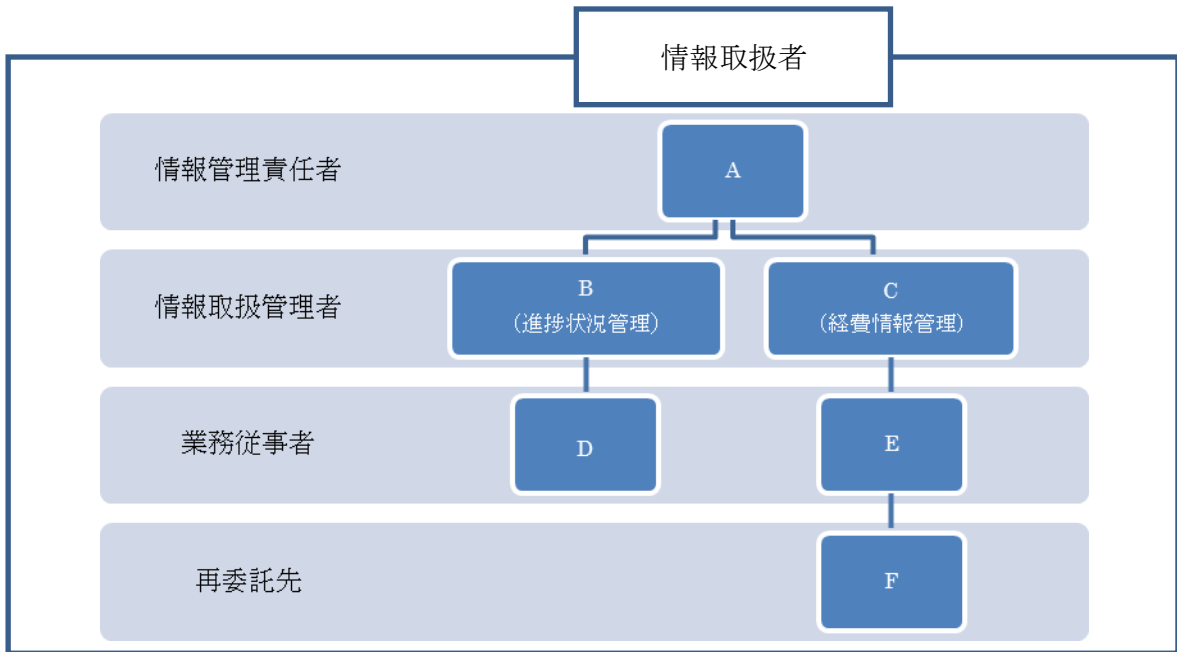 情報取扱者
情報管理責任者
A
情報取扱管理者
B
（進捗状況管理）
C
（経費情報管理）
業務従事者
D
E
再委託先
F